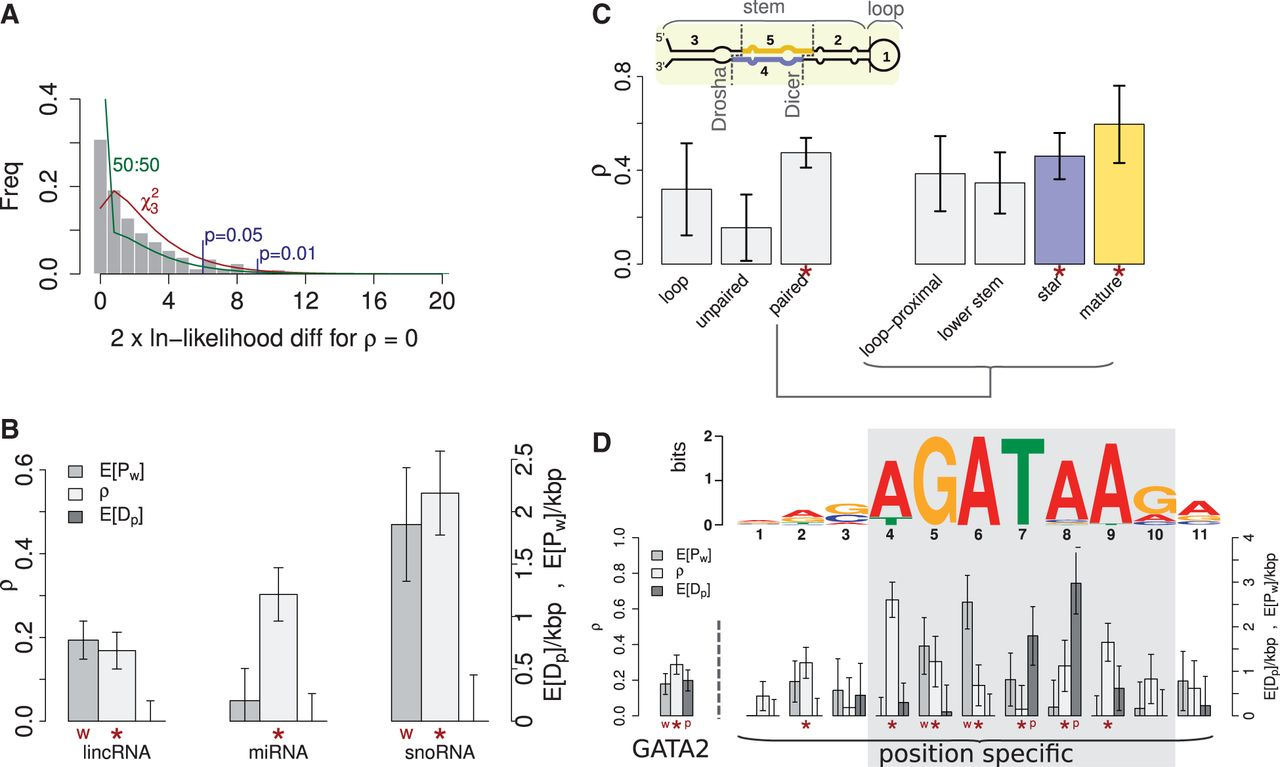 A
0.4
0.2
0.0
Freq
50:50
χ²₃
p=0.05
p=0.01
0 4 8 12 16 20
2 x ln−likelihood diff for ρ = 0
B
E[Pw]
ρ
E[Dp]
0.6
0.4
0.2
0
ρ
2.5
2
1.5
1
0.5
0
E[Dp]/kbp , E[Pw]/kbp
w * * w *
lincRNA miRNA snoRNA
C
stem loop
5' 3 5 2 1
3' 4
Drosha Dicer
0.8
0.4
0.0
ρ
* * *
loop unpaired paired loop−proximal lower stem star mature
D
bits
2
1
0
AGATAAGA
1 2 3 4 5 6 7 8 9 10 11
E[Pw]
ρ
E[Dp]
1.0
0.8
0.6
0.4
0.2
0.0
ρ
4
3
2
1
0
E[Dp]/kbp , E[Pw]/kbp
w * p * * w * w * * p * p *
GATA2 position specific